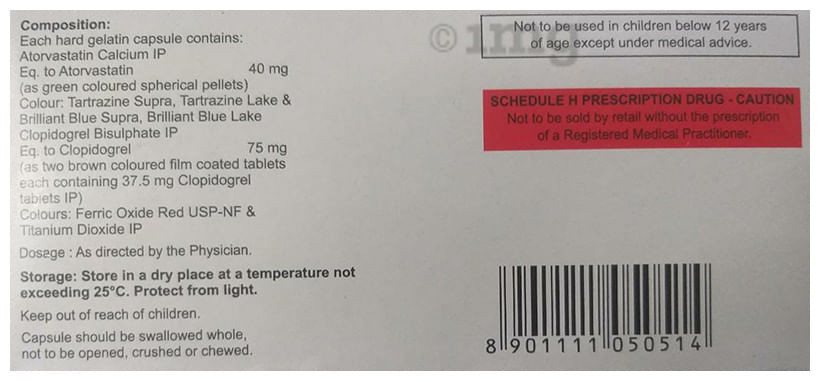 Composition:
Each hard gelatin capsule contains:
Atorvastatin Calcium IP
Eq. to Atorvastatin 40 mg
(as green coloured spherical pellets)
Colour: Tartrazine Supra, Tartrazine Lake &
Brilliant Blue Supra, Brilliant Blue Lake
Clopidogrel Bisulphate IP
Eq. to Clopidogrel 75 mg
(as two brown coloured film coated tablets
each containing 37.5 mg Clopidogrel
tablets IP)
Colours: Ferric Oxide Red USP-NF &
Titanium Dioxide IP
Dosage : As directed by the Physician.
Storage: Store in a dry place at a temperature not
exceeding 25°C. Protect from light.
Keep out of reach of children.
Capsule should be swallowed whole,
not to be opened, crushed or chewed.
© 1mg
Not to be used in children below 12 years
of age except under medical advice.
SCHEDULE H PRESCRIPTION DRUG - CAUTION
Not to be sold by retail without the prescription
of a Registered Medical Practitioner.
8 901111 050514